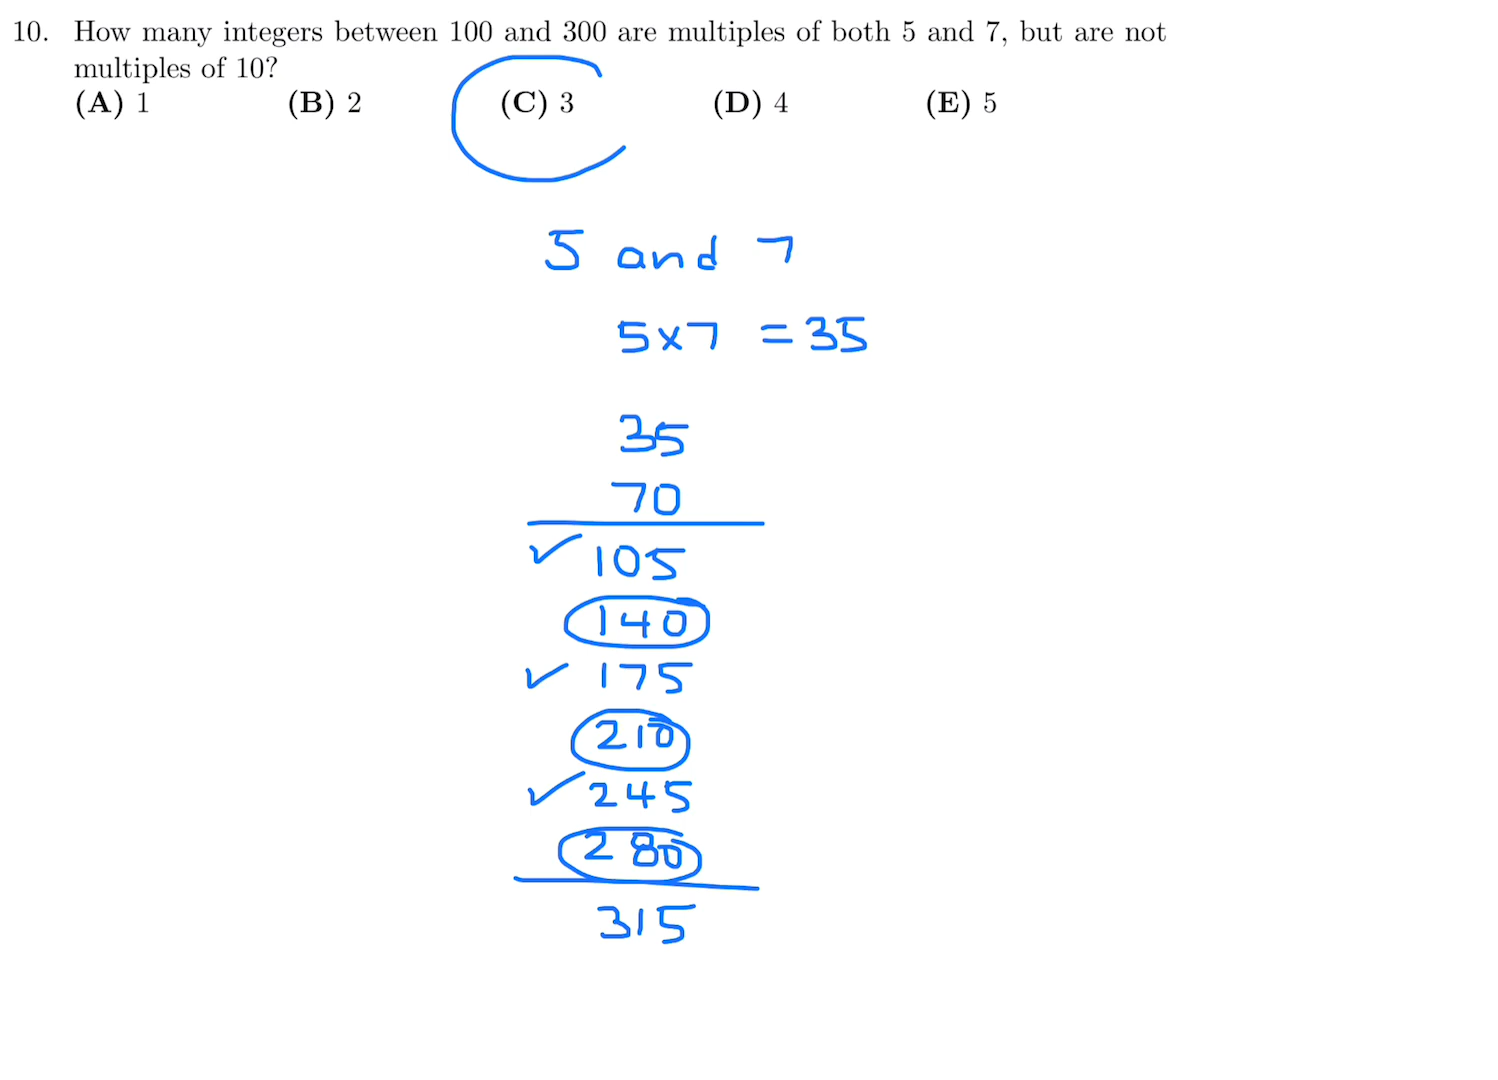 10. How many integers between 100 and 300 are multiples of both 5 and 7, but are not
multiples of 10?
(A) 1 (B) 2 (C) 3 (D) 4 (E) 5
5 and 7
5x7 = 35
35
70
✓ 105
140
✓ 175
210
✓ 245
280
315